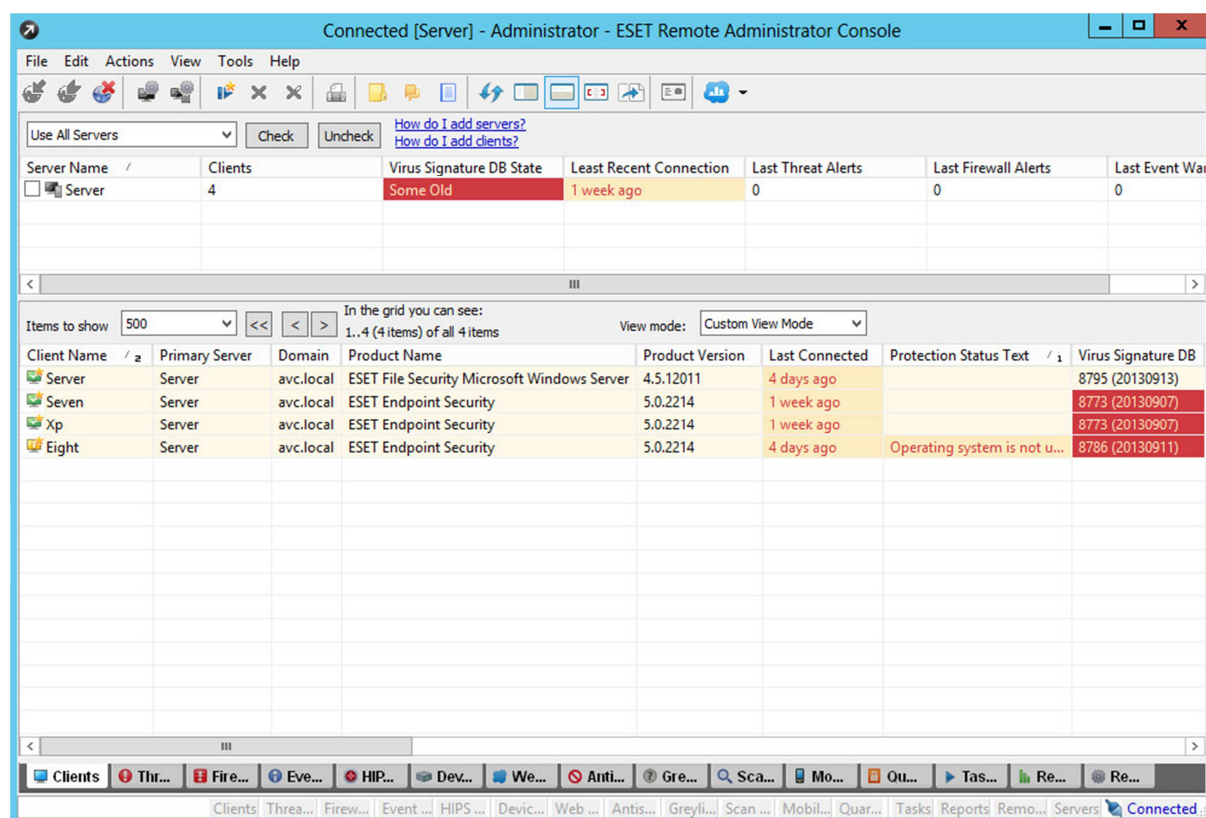 Connected [Server] - Administrator - ESET Remote Administrator Console
File Edit Actions View Tools Help
Use All Servers Check Uncheck How do I add servers?
How do I add clients?
Server Name Clients Virus Signature DB State Least Recent Connection Last Threat Alerts Last Firewall Alerts Last Event War
Server 4 Some Old 1 week ago 0 0 0
Items to show 500 << < > In the grid you can see:
1..4 (4 items) of all 4 items View mode: Custom View Mode
Client Name 2 Primary Server Domain Product Name Product Version Last Connected Protection Status Text 1 Virus Signature DB
Server Server avc.local ESET File Security Microsoft Windows Server 4.5.12011 4 days ago 8795 (20130913)
Seven Server avc.local ESET Endpoint Security 5.0.2214 1 week ago 8773 (20130907)
Xp Server avc.local ESET Endpoint Security 5.0.2214 1 week ago 8773 (20130907)
Eight Server avc.local ESET Endpoint Security 5.0.2214 4 days ago Operating system is not u... 8786 (20130911)
Clients Thr... Fire... Eve... HIP... Dev... We... Anti... Gre... Sca... Mo... Qu... Tas... Re... Re...
Clients Threa... Firew... Event ... HIPS ... Devic... Web ... Antis... Greyli... Scan ... Mobil... Quar... Tasks Reports Remo... Servers Connected